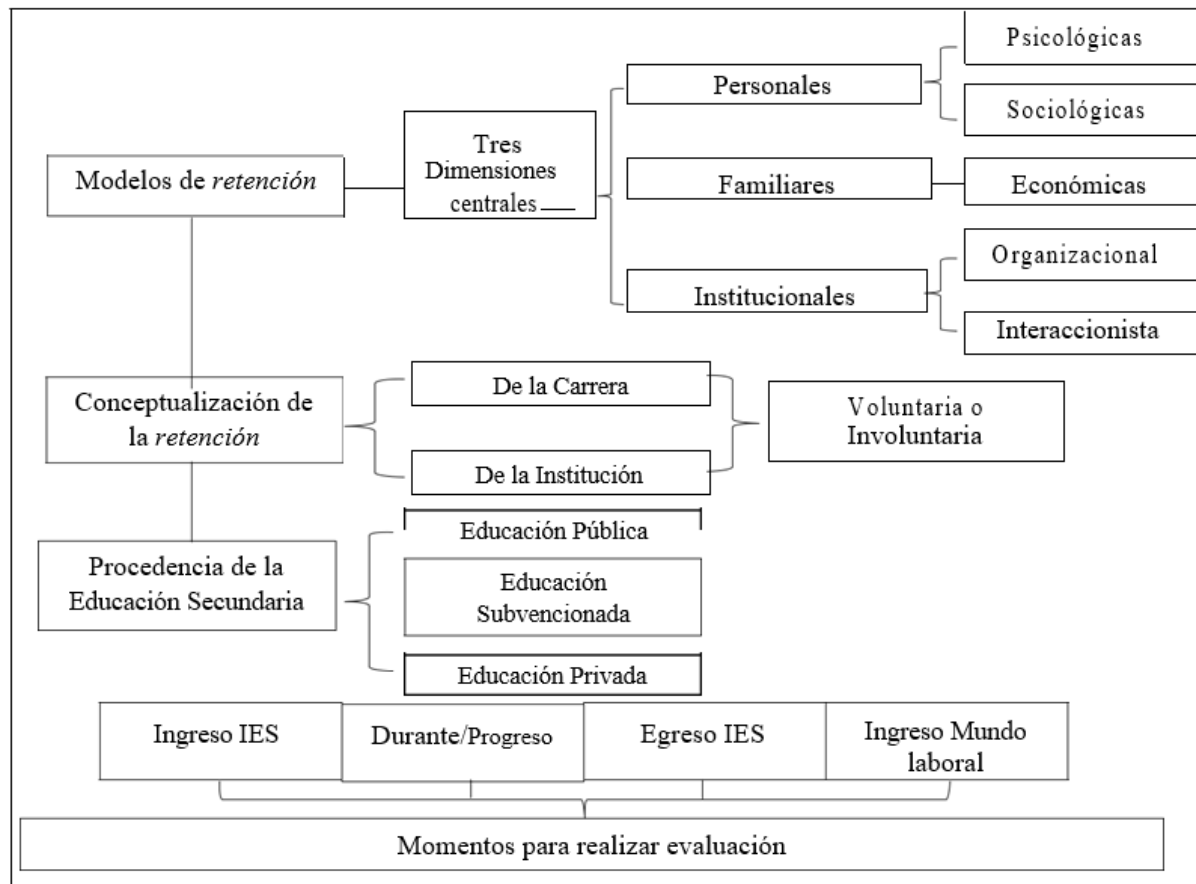 Psicológicas
Personales
Sociológicas
Tres
Dimensiones
centrales
Modelos de retención
Familiares
Económicas
Organizacional
Institucionales
Interaccionista
De la Carrera
Conceptualización de
la retención
Voluntaria o
Involuntaria
De la Institución
Educación Pública
Procedencia de la
Educación Secundaria
Educación
Subvencionada
Educación Privada
Ingreso IES
Durante/Progreso
Egreso IES
Ingreso Mundo
laboral
Momentos para realizar evaluación